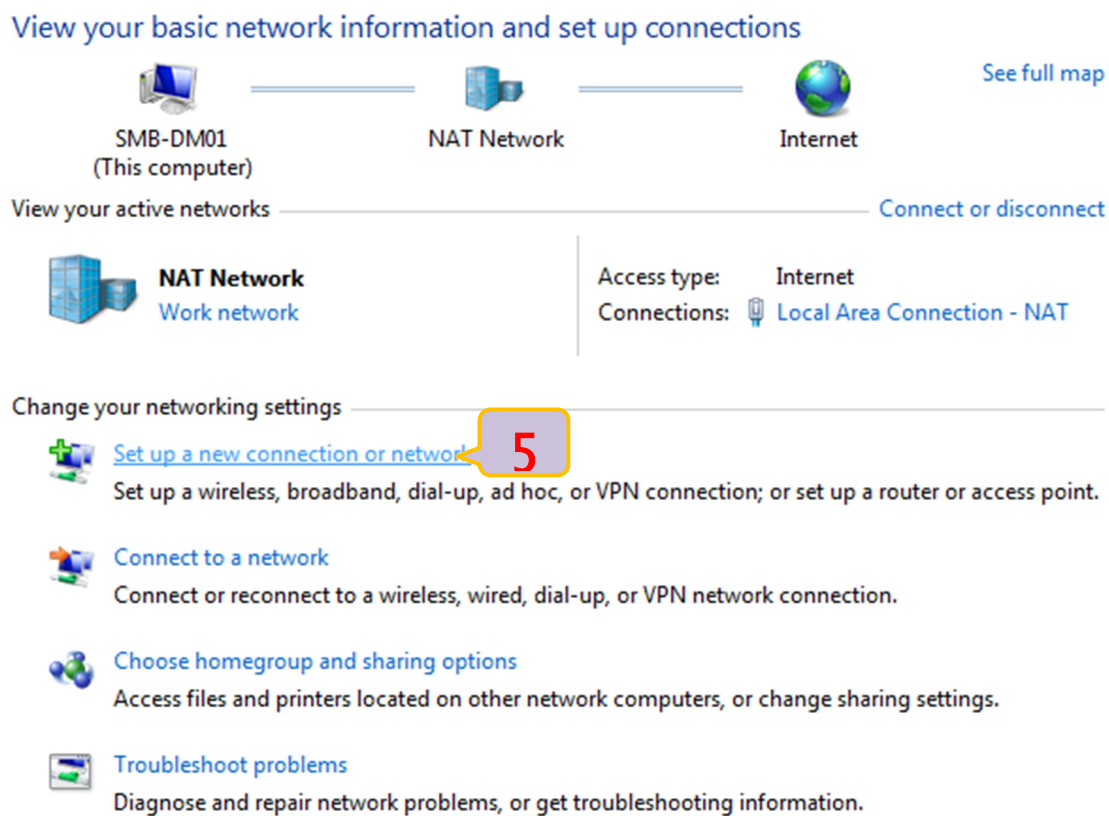 View your basic network information and set up connections
See full map
SMB-DM01
(This computer)
NAT Network
Internet
View your active networks
Connect or disconnect
NAT Network
Work network
Access type: Internet
Connections: Local Area Connection - NAT
Change your networking settings
Set up a new connection or network
5
Set up a wireless, broadband, dial-up, ad hoc, or VPN connection; or set up a router or access point.
Connect to a network
Connect or reconnect to a wireless, wired, dial-up, or VPN network connection.
Choose homegroup and sharing options
Access files and printers located on other network computers, or change sharing settings.
Troubleshoot problems
Diagnose and repair network problems, or get troubleshooting information.